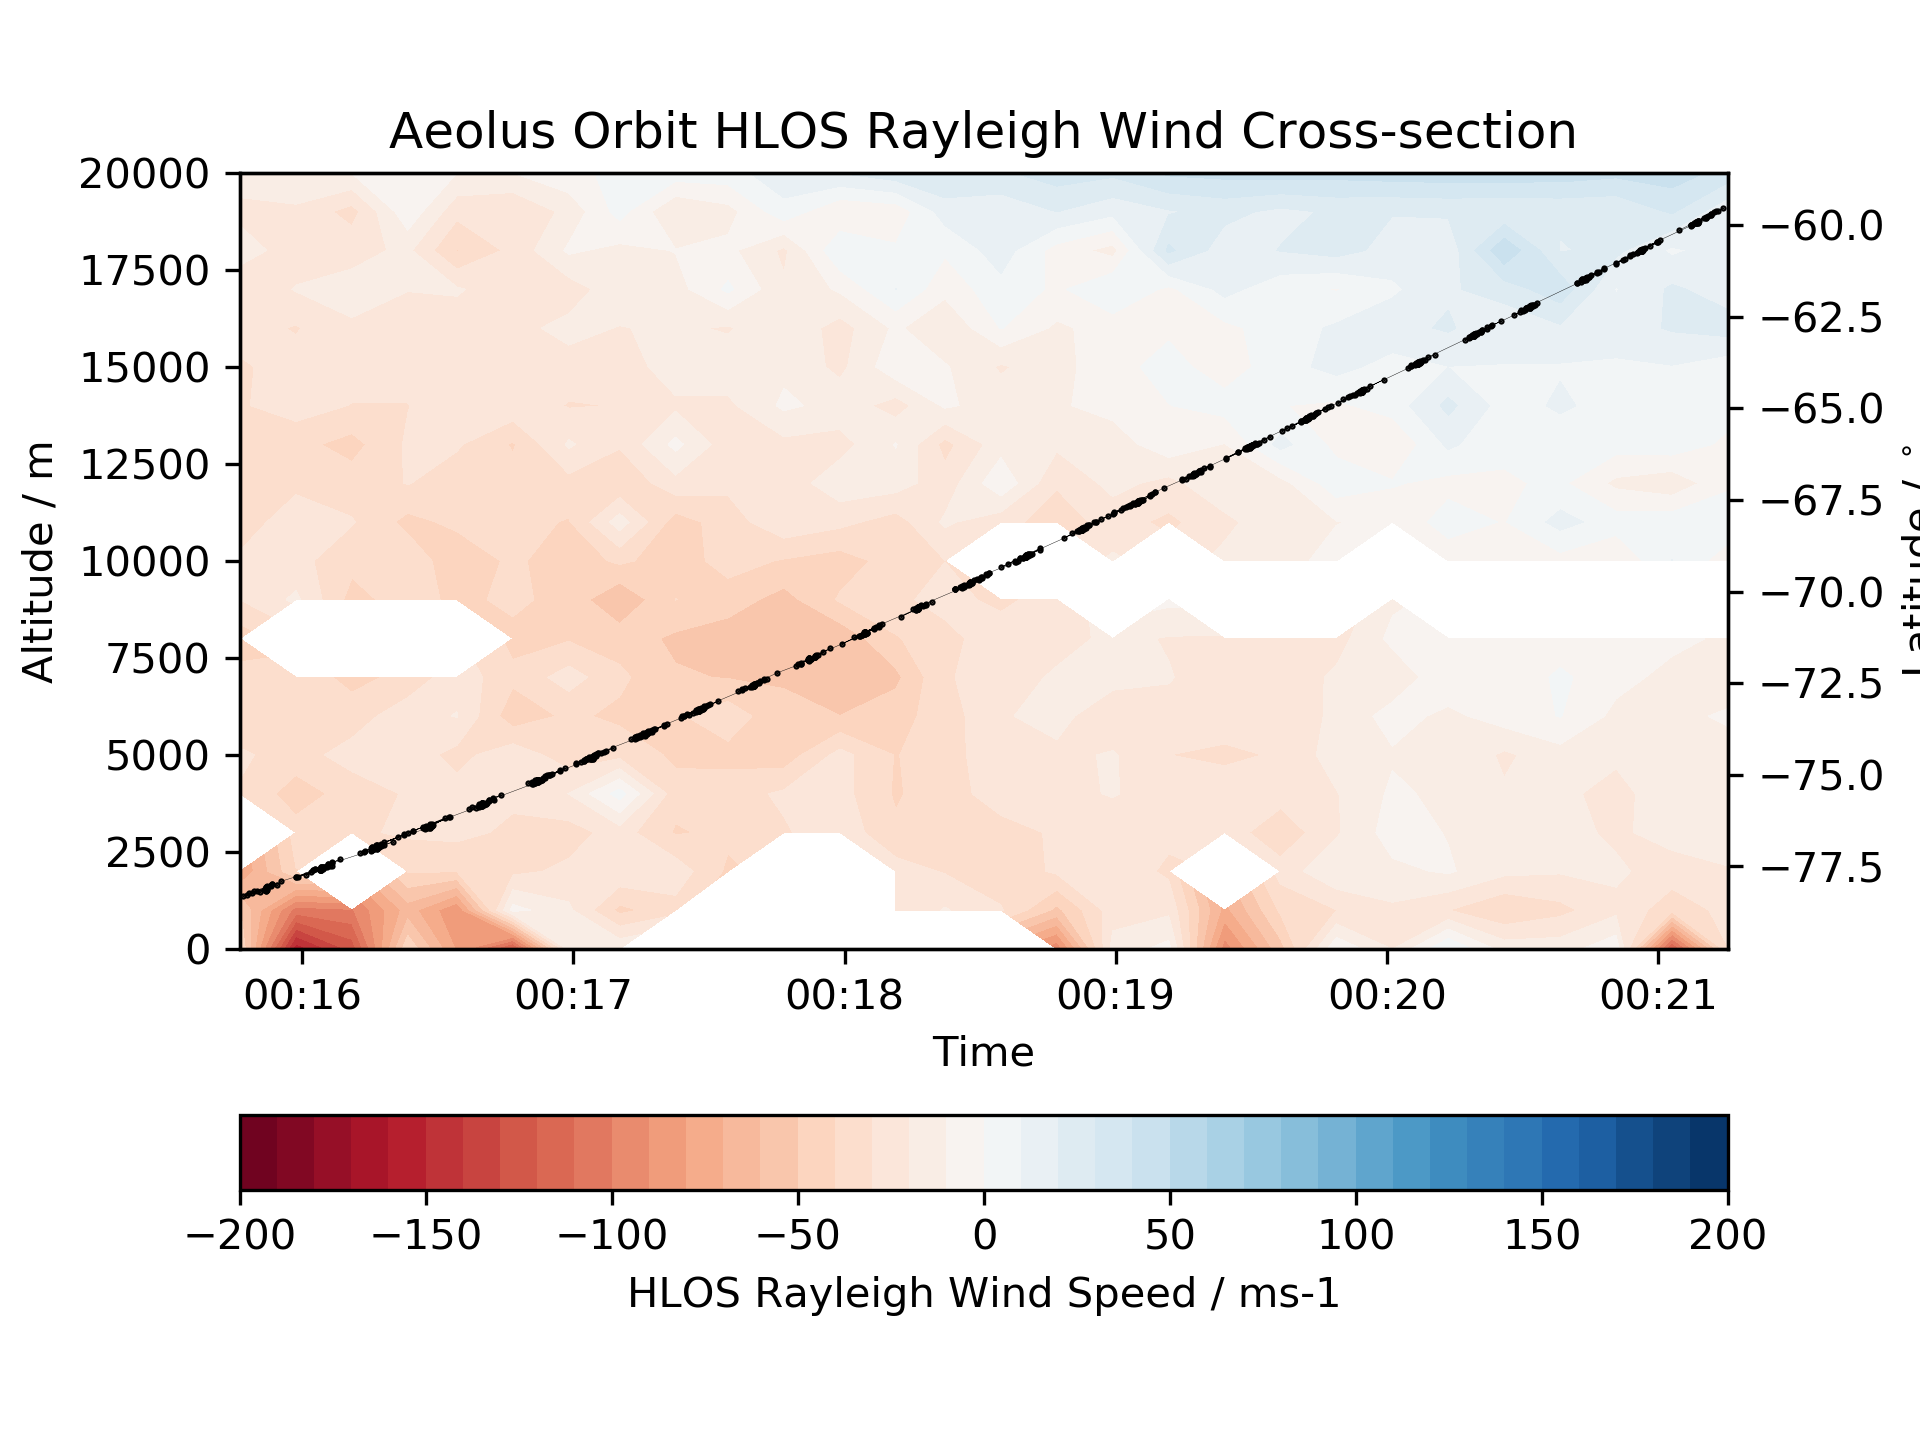 Aeolus Orbit HLOS Rayleigh Wind Cross-section
20000
17500
15000
12500
10000
7500
5000
2500
0
Altitude / m
−60.0
−62.5
−65.0
−67.5
−70.0
−72.5
−75.0
−77.5
Latitude / °
00:16 00:17 00:18 00:19 00:20 00:21
Time
−200 −150 −100 −50 0 50 100 150 200
HLOS Rayleigh Wind Speed / ms-1